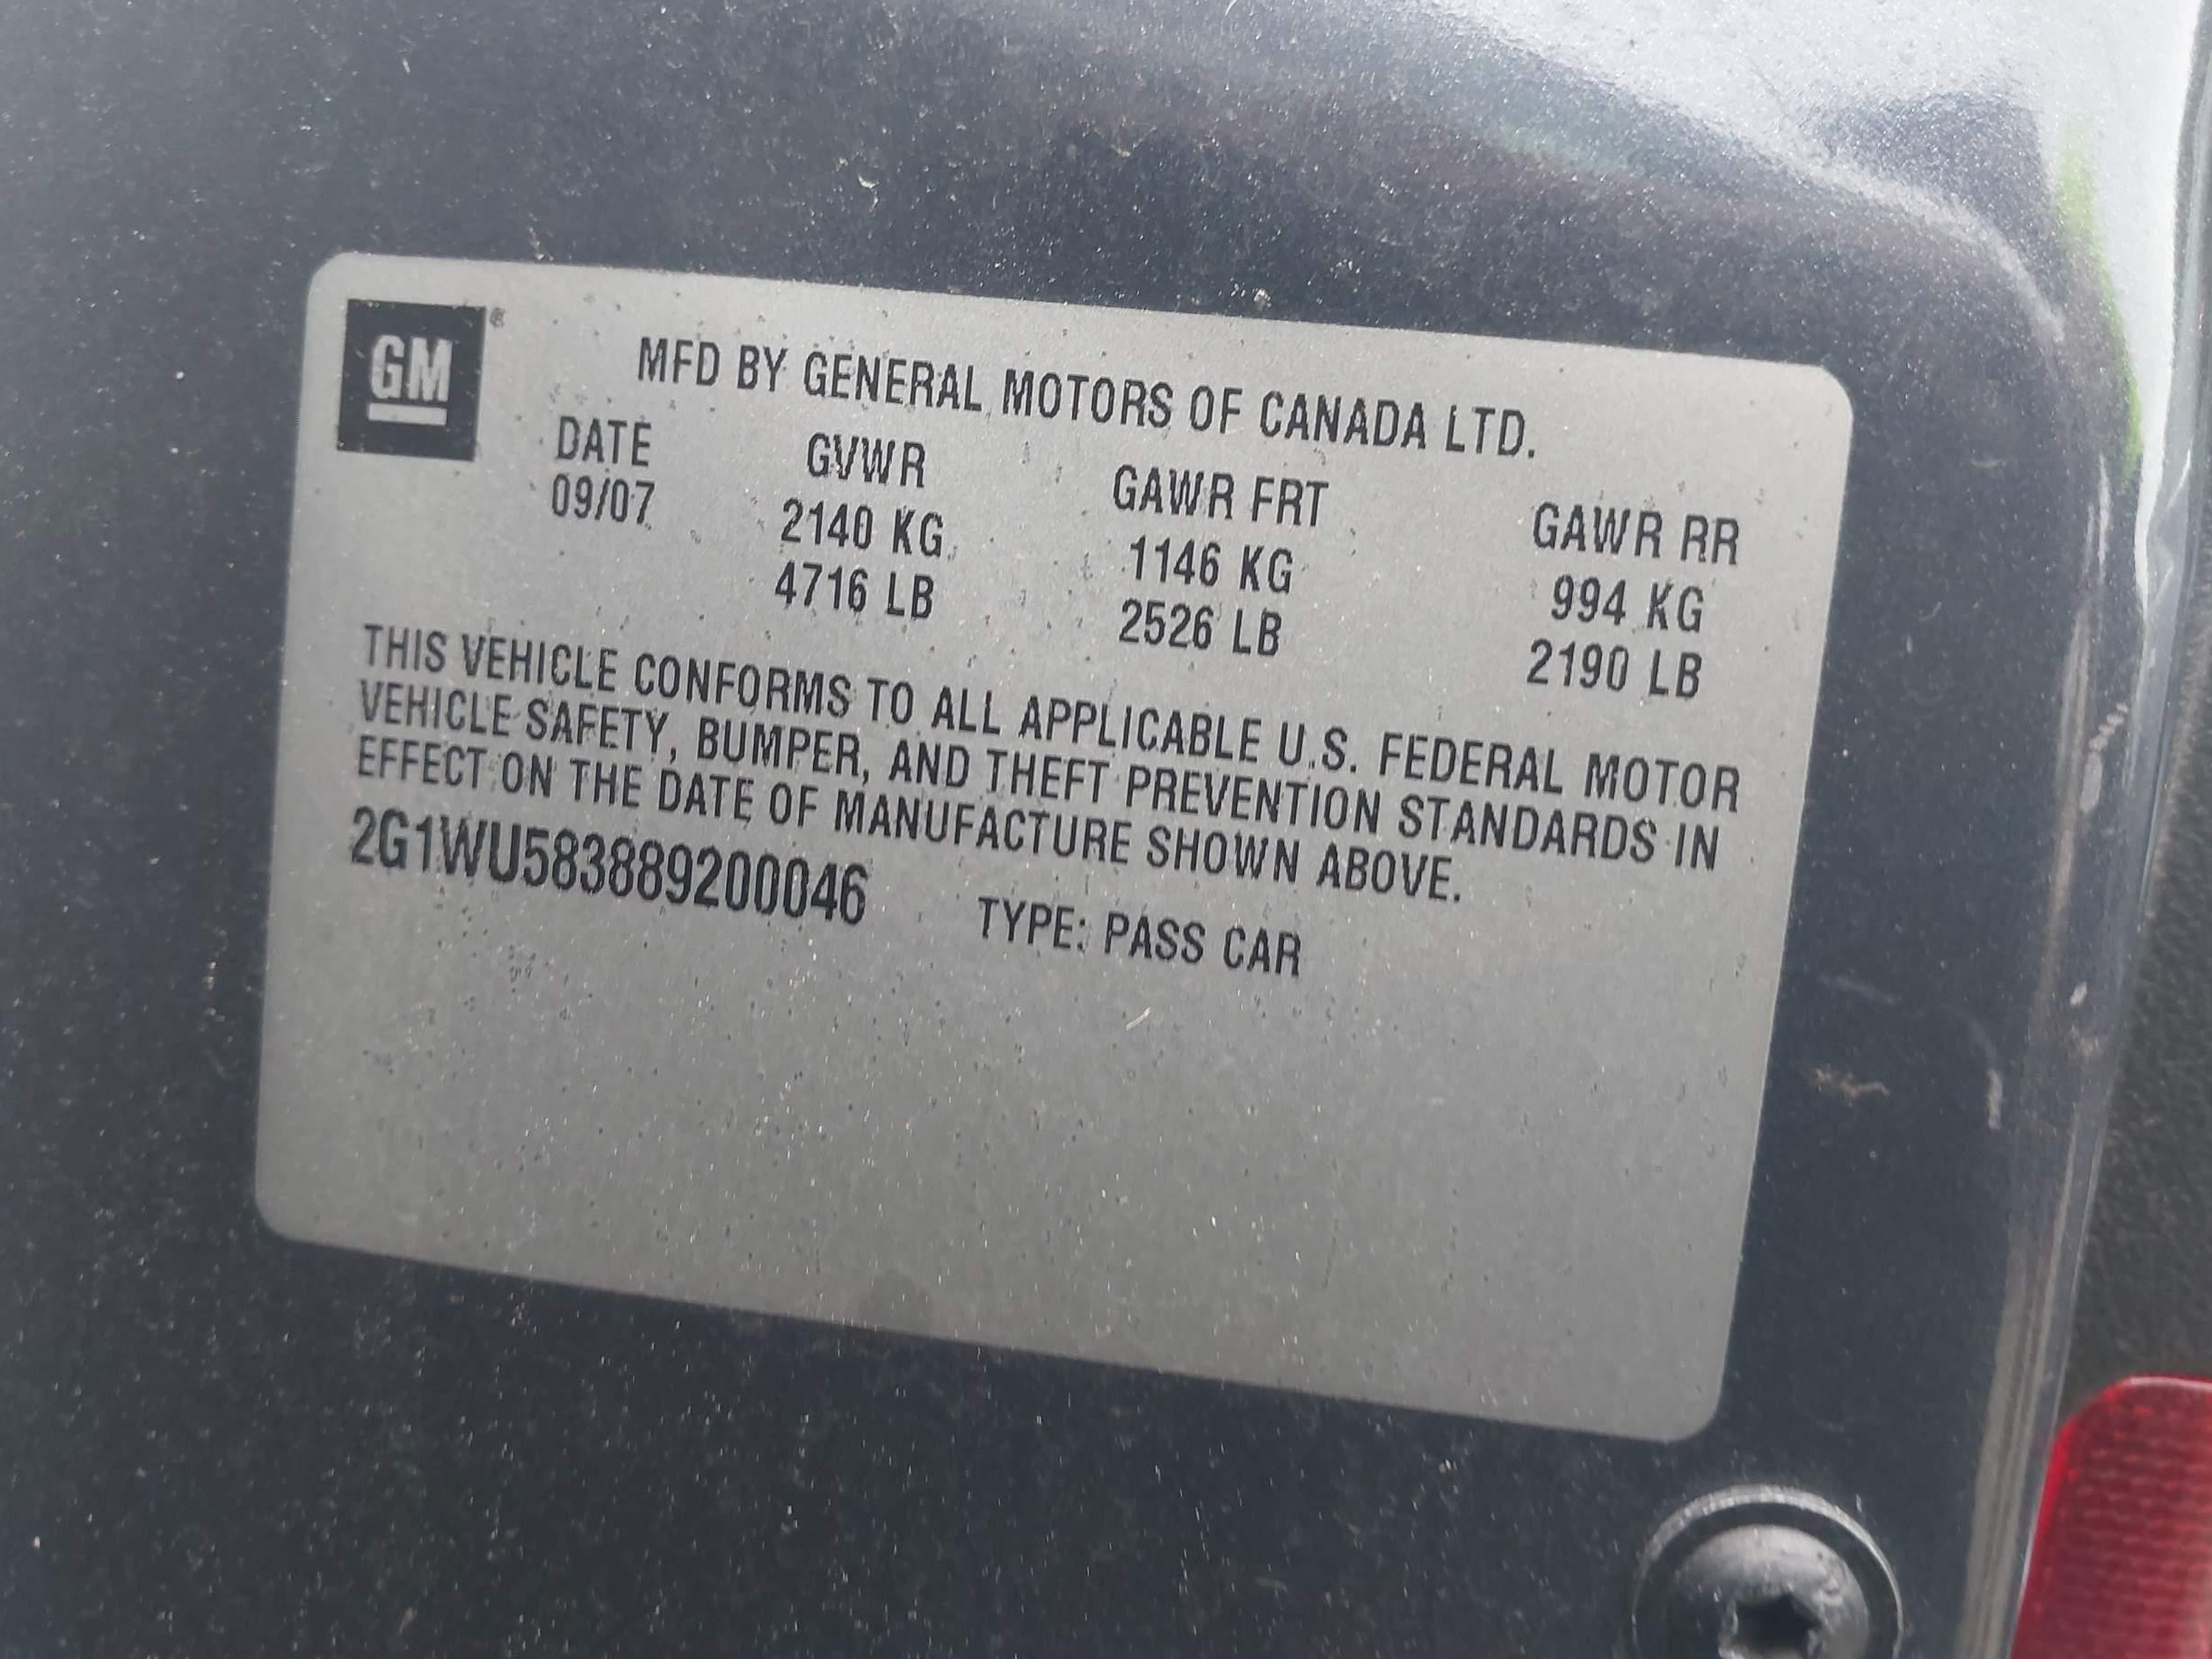 GM ®
MFD BY GENERAL MOTORS OF CANADA LTD.
DATE GVWR GAWR FRT GAWR RR
09/07 2140 KG 1146 KG 994 KG
4716 LB 2526 LB 2190 LB
THIS VEHICLE CONFORMS TO ALL APPLICABLE U.S. FEDERAL MOTOR
VEHICLE SAFETY, BUMPER, AND THEFT PREVENTION STANDARDS IN
EFFECT ON THE DATE OF MANUFACTURE SHOWN ABOVE.
2G1WU583889200046 TYPE: PASS CAR